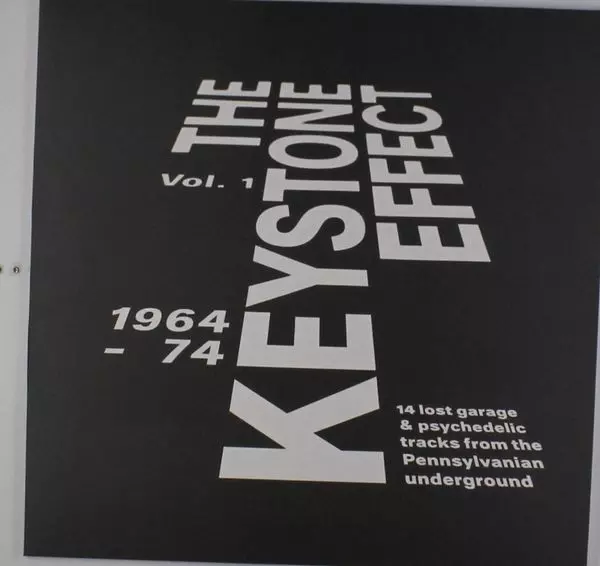 THE
KEYSTONE
EFFECT
Vol. 1
1964
- 74
14 lost garage
& psychedelic
tracks from the
Pennsylvanian
underground